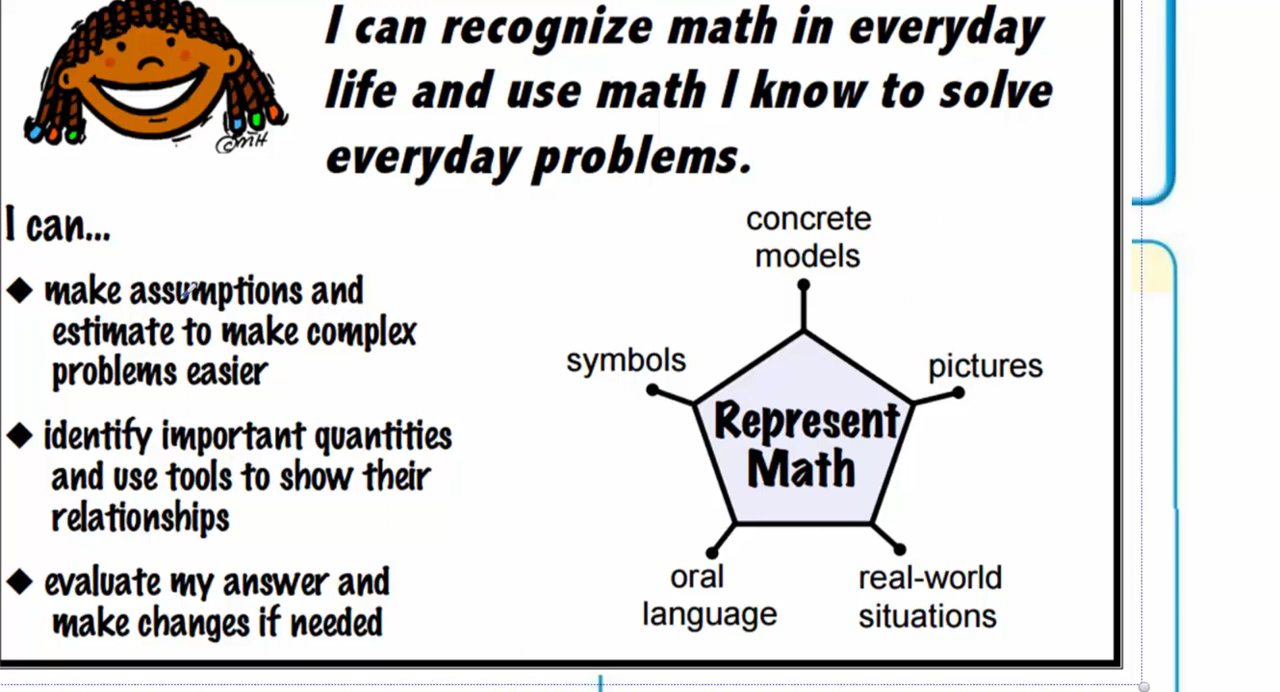 I can recognize math in everyday
life and use math I know to solve
everyday problems.
©MH
I can...
◆ make assumptions and
estimate to make complex
problems easier
◆ identify important quantities
and use tools to show their
relationships
◆ evaluate my answer and
make changes if needed
concrete
models
symbols
pictures
Represent
Math
oral
language
real-world
situations